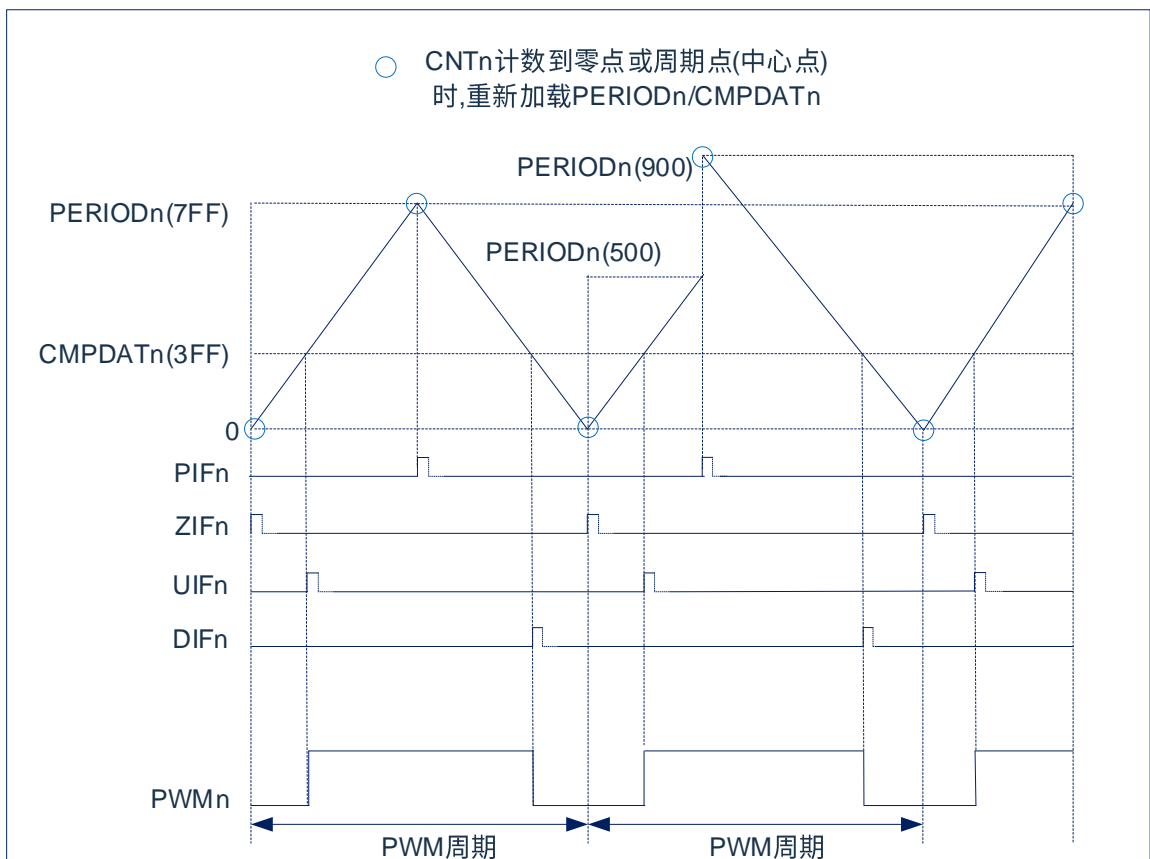 CNTn计数到零点或周期点(中心点)
时,重新加载PERIODn/CMPDATn
PERIODn(900)
PERIODn(7FF)
PERIODn(500)
CMPDATn(3FF)
0
PIFn
ZIFn
UIFn
DIFn
PWMn
PWM周期
PWM周期